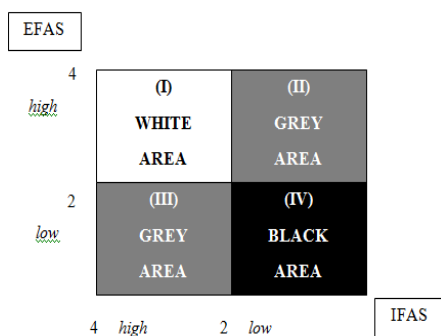 EFAS
4
high
(I)
WHITE
AREA
(II)
GREY
AREA
2
low
(III)
GREY
AREA
(IV)
BLACK
AREA
IFAS
4 high 2 low